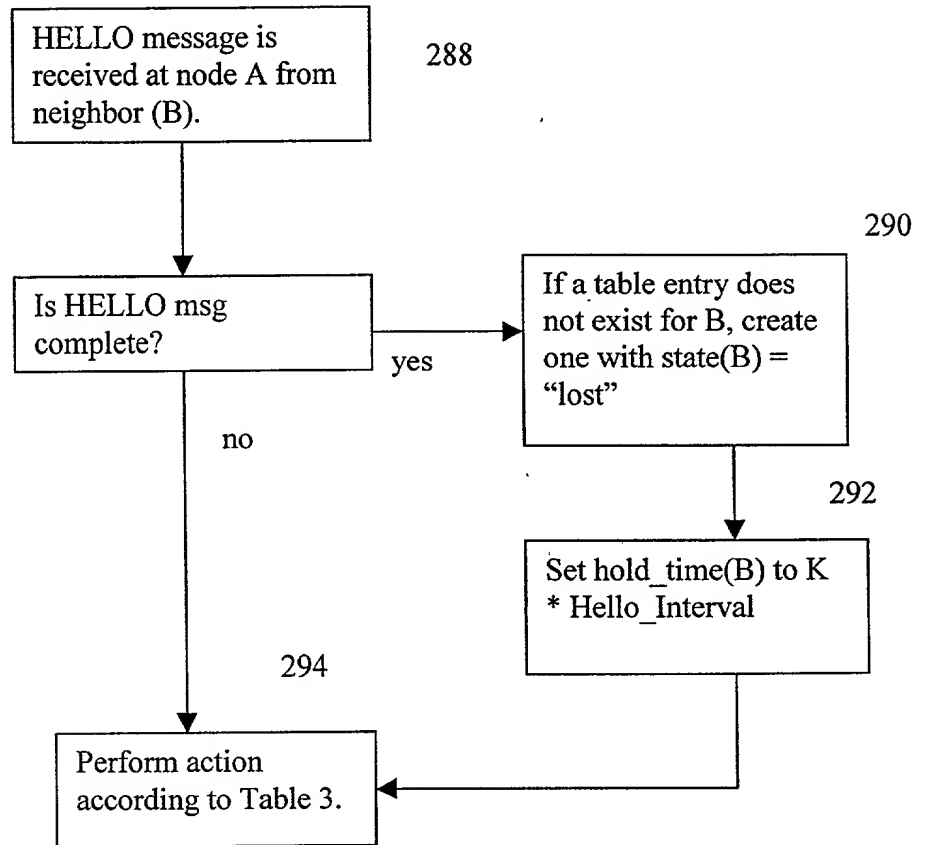 HELLO message is
received at node A from
neighbor (B).
288
290
Is HELLO msg
complete?
yes
If a table entry does
not exist for B, create
one with state(B) =
“lost”
no
292
Set hold_time(B) to K
* Hello_Interval
294
Perform action
according to Table 3.